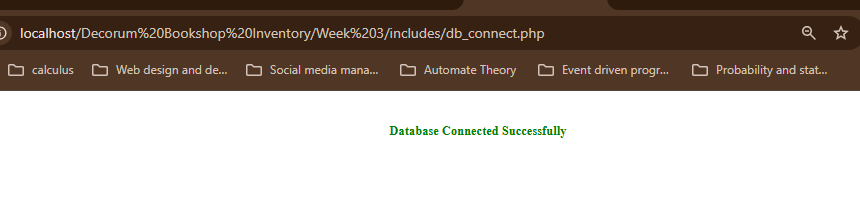 localhost/Decorum%20Bookshop%20Inventory/Week%203/includes/db_connect.php
calculus Web design and de... Social media mana... Automate Theory Event driven progr... Probability and stat...
Database Connected Successfully